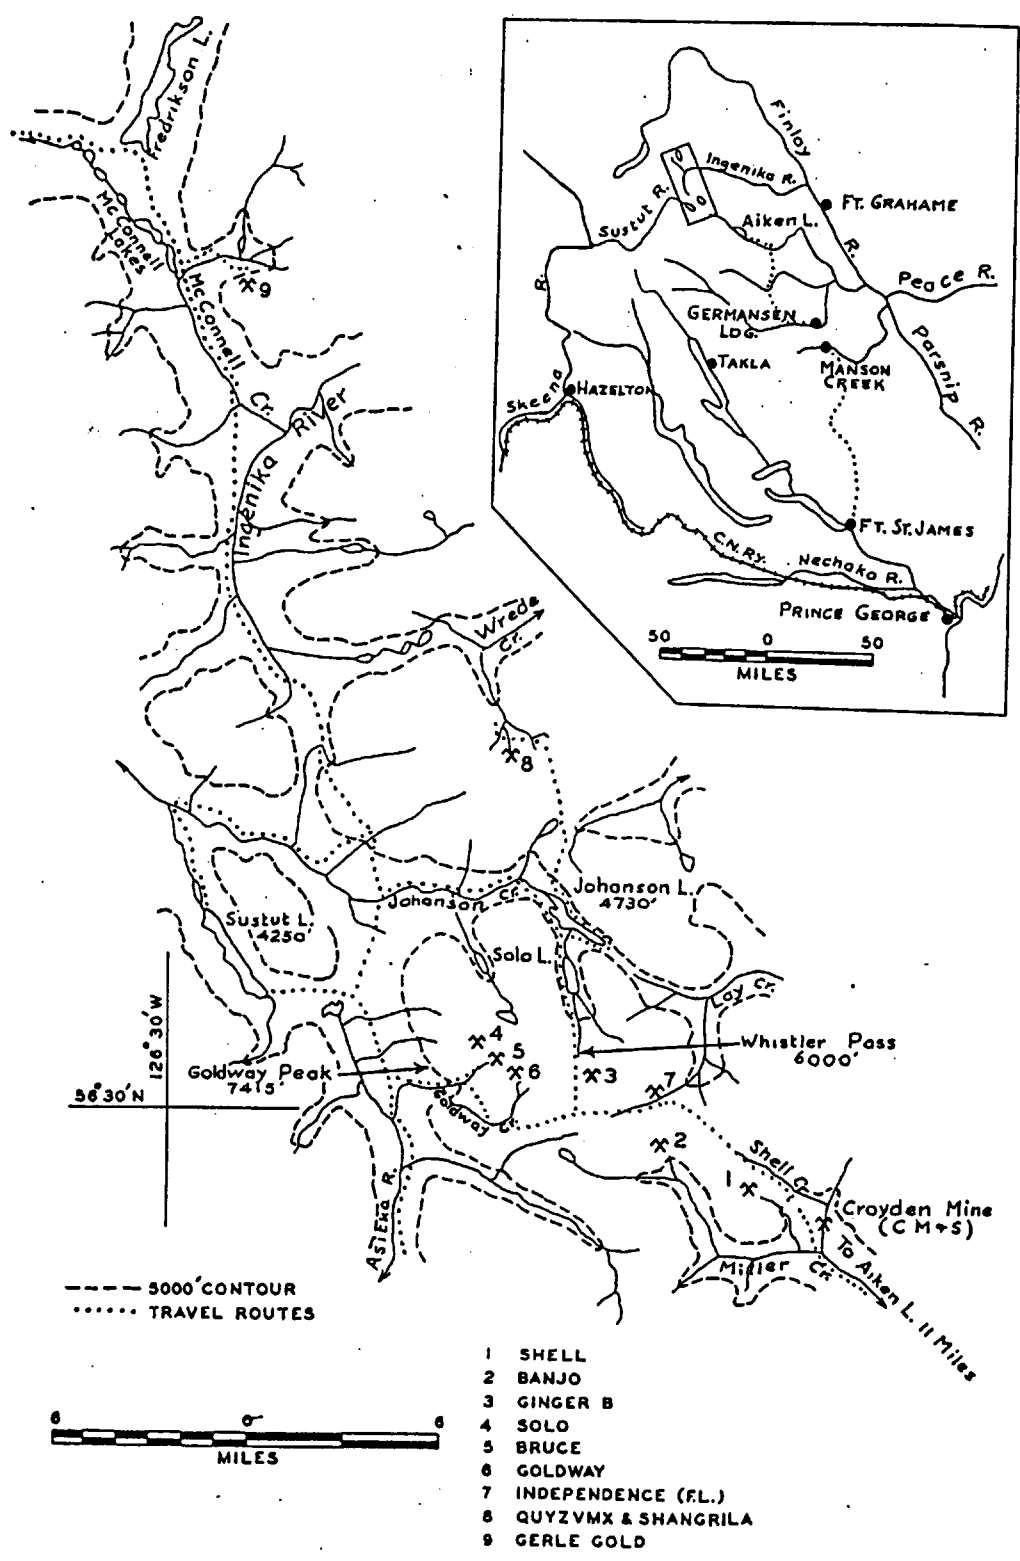 Fredrikson L.
McConnell
Lakes
McConnell
Cr.
9
Ingenika
River
Wrede
Cr.
8
Johanson Cr.
Johanson L.
4730'
Sustut L.
4250'
Solo L.
Lay Cr.
Whistler Pass
6000'
4
5
6
3
7
Goldway Peak
7415'
Goldway Cr.
126° 30' W
56° 30' N
Asitka R.
2
1
Shell Cr.
Croyden Mine
(C M & S)
Miller Cr.
To Aiken L. 11 Miles
Finlay
R.
Ingenika R.
Sustut R.
FT. GRAHAME
Aiken L.
Peace R.
R.
GERMANSEN
LDG.
TAKLA
MANSON
CREEK
Parsnip R.
Skeena
HAZELTON
FT. ST. JAMES
C.N. Ry.
Nechako R.
PRINCE GEORGE
50 0 50
MILES
5000' CONTOUR
TRAVEL ROUTES
6 0 6
MILES
1 SHELL
2 BANJO
3 GINGER B
4 SOLO
5 BRUCE
6 GOLDWAY
7 INDEPENDENCE (F.L.)
8 QUYZVMX & SHANGRILA
9 GERLE GOLD